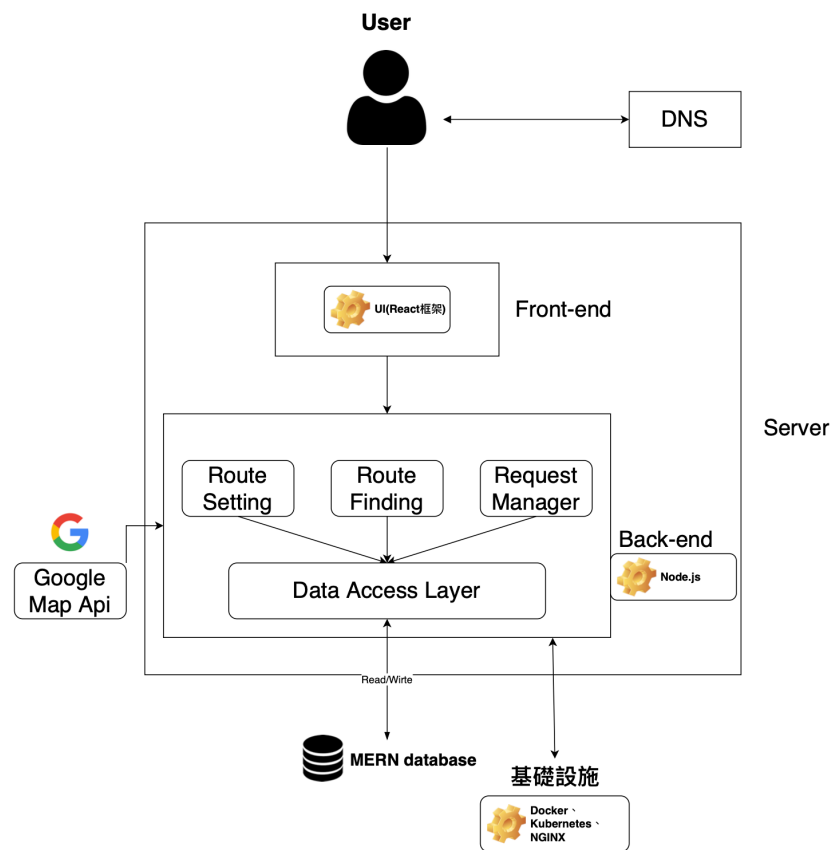 User
DNS
UI(React框架)
Front-end
Server
Route
Setting
Route
Finding
Request
Manager
Back-end
Node.js
Google
Map Api
Data Access Layer
Read/Wirte
MERN database
基礎設施
Docker、
Kubernetes、
NGINX